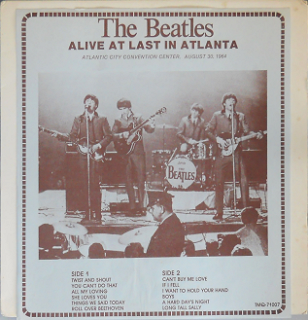 The Beatles
ALIVE AT LAST IN ATLANTA
ATLANTIC CITY CONVENTION CENTER, AUGUST 30, 1964
THE
BEATLES
SIDE 1
TWIST AND SHOUT
YOU CAN'T DO THAT
ALL MY LOVING
SHE LOVES YOU
THINGS WE SAID TODAY
ROLL OVER BEETHOVEN
SIDE 2
CAN'T BUY ME LOVE
IF I FELL
I WANT TO HOLD YOUR HAND
BOYS
A HARD DAY'S NIGHT
LONG TALL SALLY
TMQ-71007